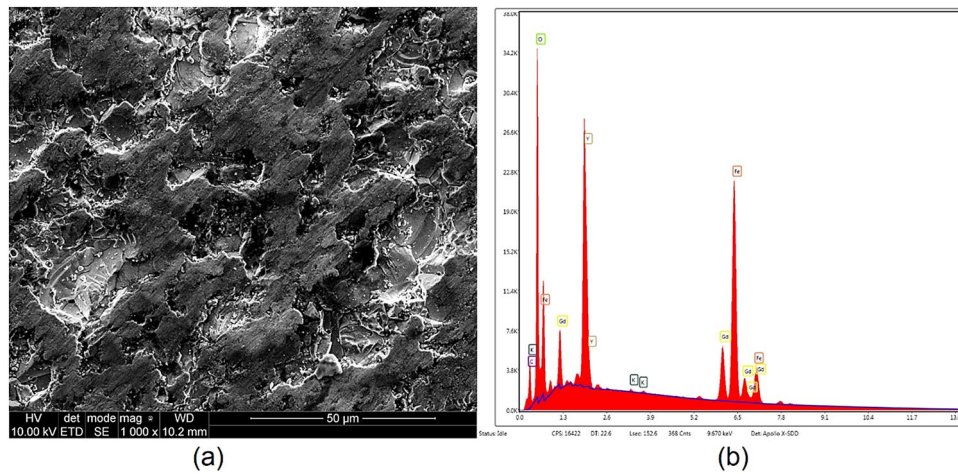 HV det mode mag WD 50 µm
10.00 kV ETD SE 1 000 x 10.2 mm
(a)
38.0K
34.2K
30.4K
26.6K
22.8K
19.0K
15.2K
11.4K
7.6K
3.8K
0.0K
O
Y
Fe
Fe
Gd
Y
K
C
K
K
Gd
Gd
Gd
Fe
Gd
0.0
1.3
2.6
3.9
5.2
6.5
7.8
9.1
10.4
11.7
13.0
Status: Idle CPS: 16422 DT: 22.6 Lsec: 152.6 368 Cnts 9.670 keV Det: Apollo X-SDD
(b)